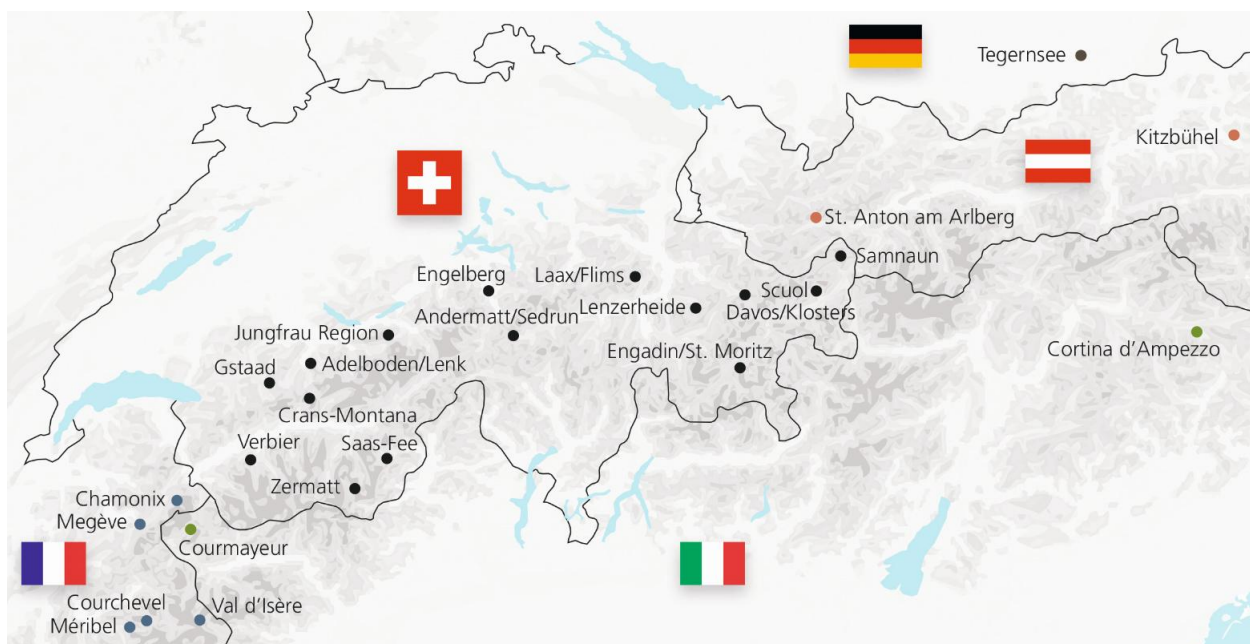 Tegernsee
Kitzbühel
St. Anton am Arlberg
Samnaun
Engelberg
Laax/Flims
Scuol
Lenzerheide
Davos/Klosters
Andermatt/Sedrun
Jungfrau Region
Engadin/St. Moritz
Cortina d’Ampezzo
Gstaad
Adelboden/Lenk
Crans-Montana
Verbier
Saas-Fee
Zermatt
Chamonix
Megève
Courmayeur
Courchevel
Val d’Isère
Méribel